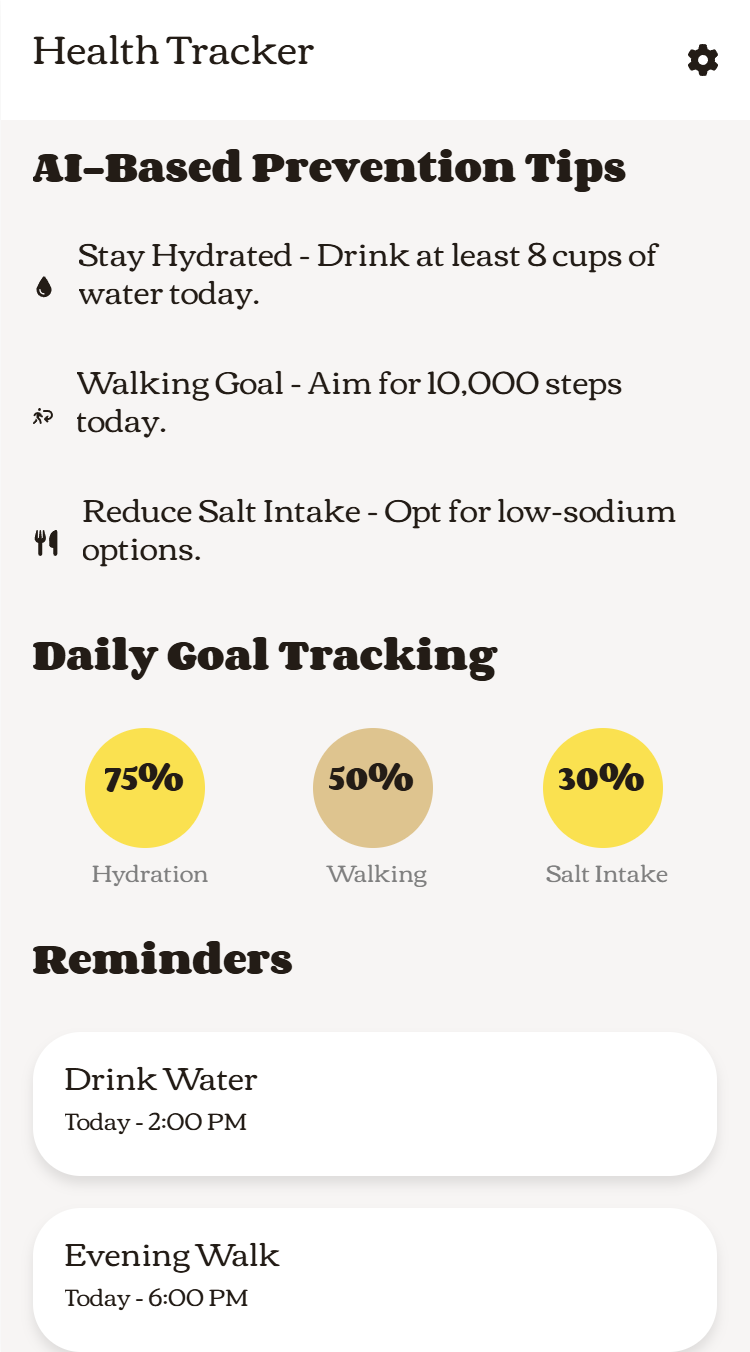 Health Tracker
AI-Based Prevention Tips
Stay Hydrated - Drink at least 8 cups of
water today.
Walking Goal - Aim for 10,000 steps
today.
Reduce Salt Intake - Opt for low-sodium
options.
Daily Goal Tracking
75% 50% 30%
Hydration Walking Salt Intake
Reminders
Drink Water
Today - 2:00 PM
Evening Walk
Today - 6:00 PM